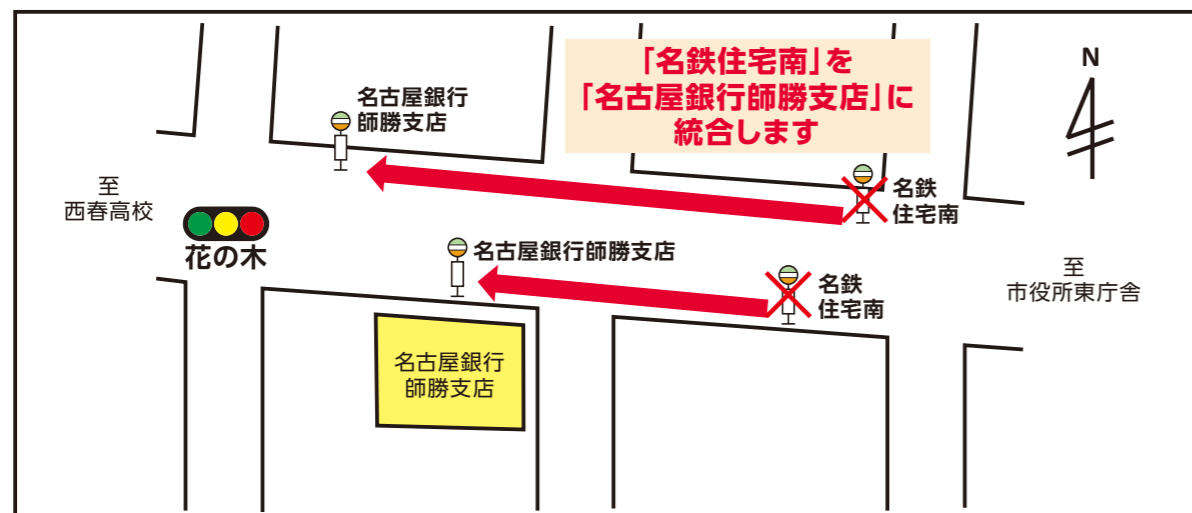 「名鉄住宅南」を
「名古屋銀行師勝支店」に
統合します
N
名古屋銀行
師勝支店
名鉄
住宅南
至
西春高校
花の木
名古屋銀行師勝支店
名鉄
住宅南
至
市役所東庁舎
名古屋銀行
師勝支店